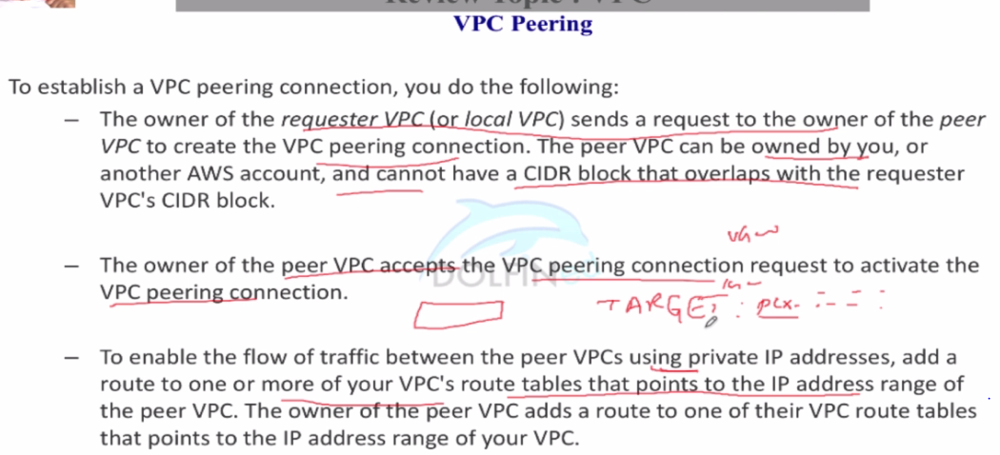 Review Topic : VPC
VPC Peering
To establish a VPC peering connection, you do the following:
– The owner of the requester VPC (or local VPC) sends a request to the owner of the peer
VPC to create the VPC peering connection. The peer VPC can be owned by you, or
another AWS account, and cannot have a CIDR block that overlaps with the requester
VPC's CIDR block.
– The owner of the peer VPC accepts the VPC peering connection request to activate the
VPC peering connection.
DOLFIN
TARGET : pcx-
– To enable the flow of traffic between the peer VPCs using private IP addresses, add a
route to one or more of your VPC's route tables that points to the IP address range of
the peer VPC. The owner of the peer VPC adds a route to one of their VPC route tables
that points to the IP address range of your VPC.